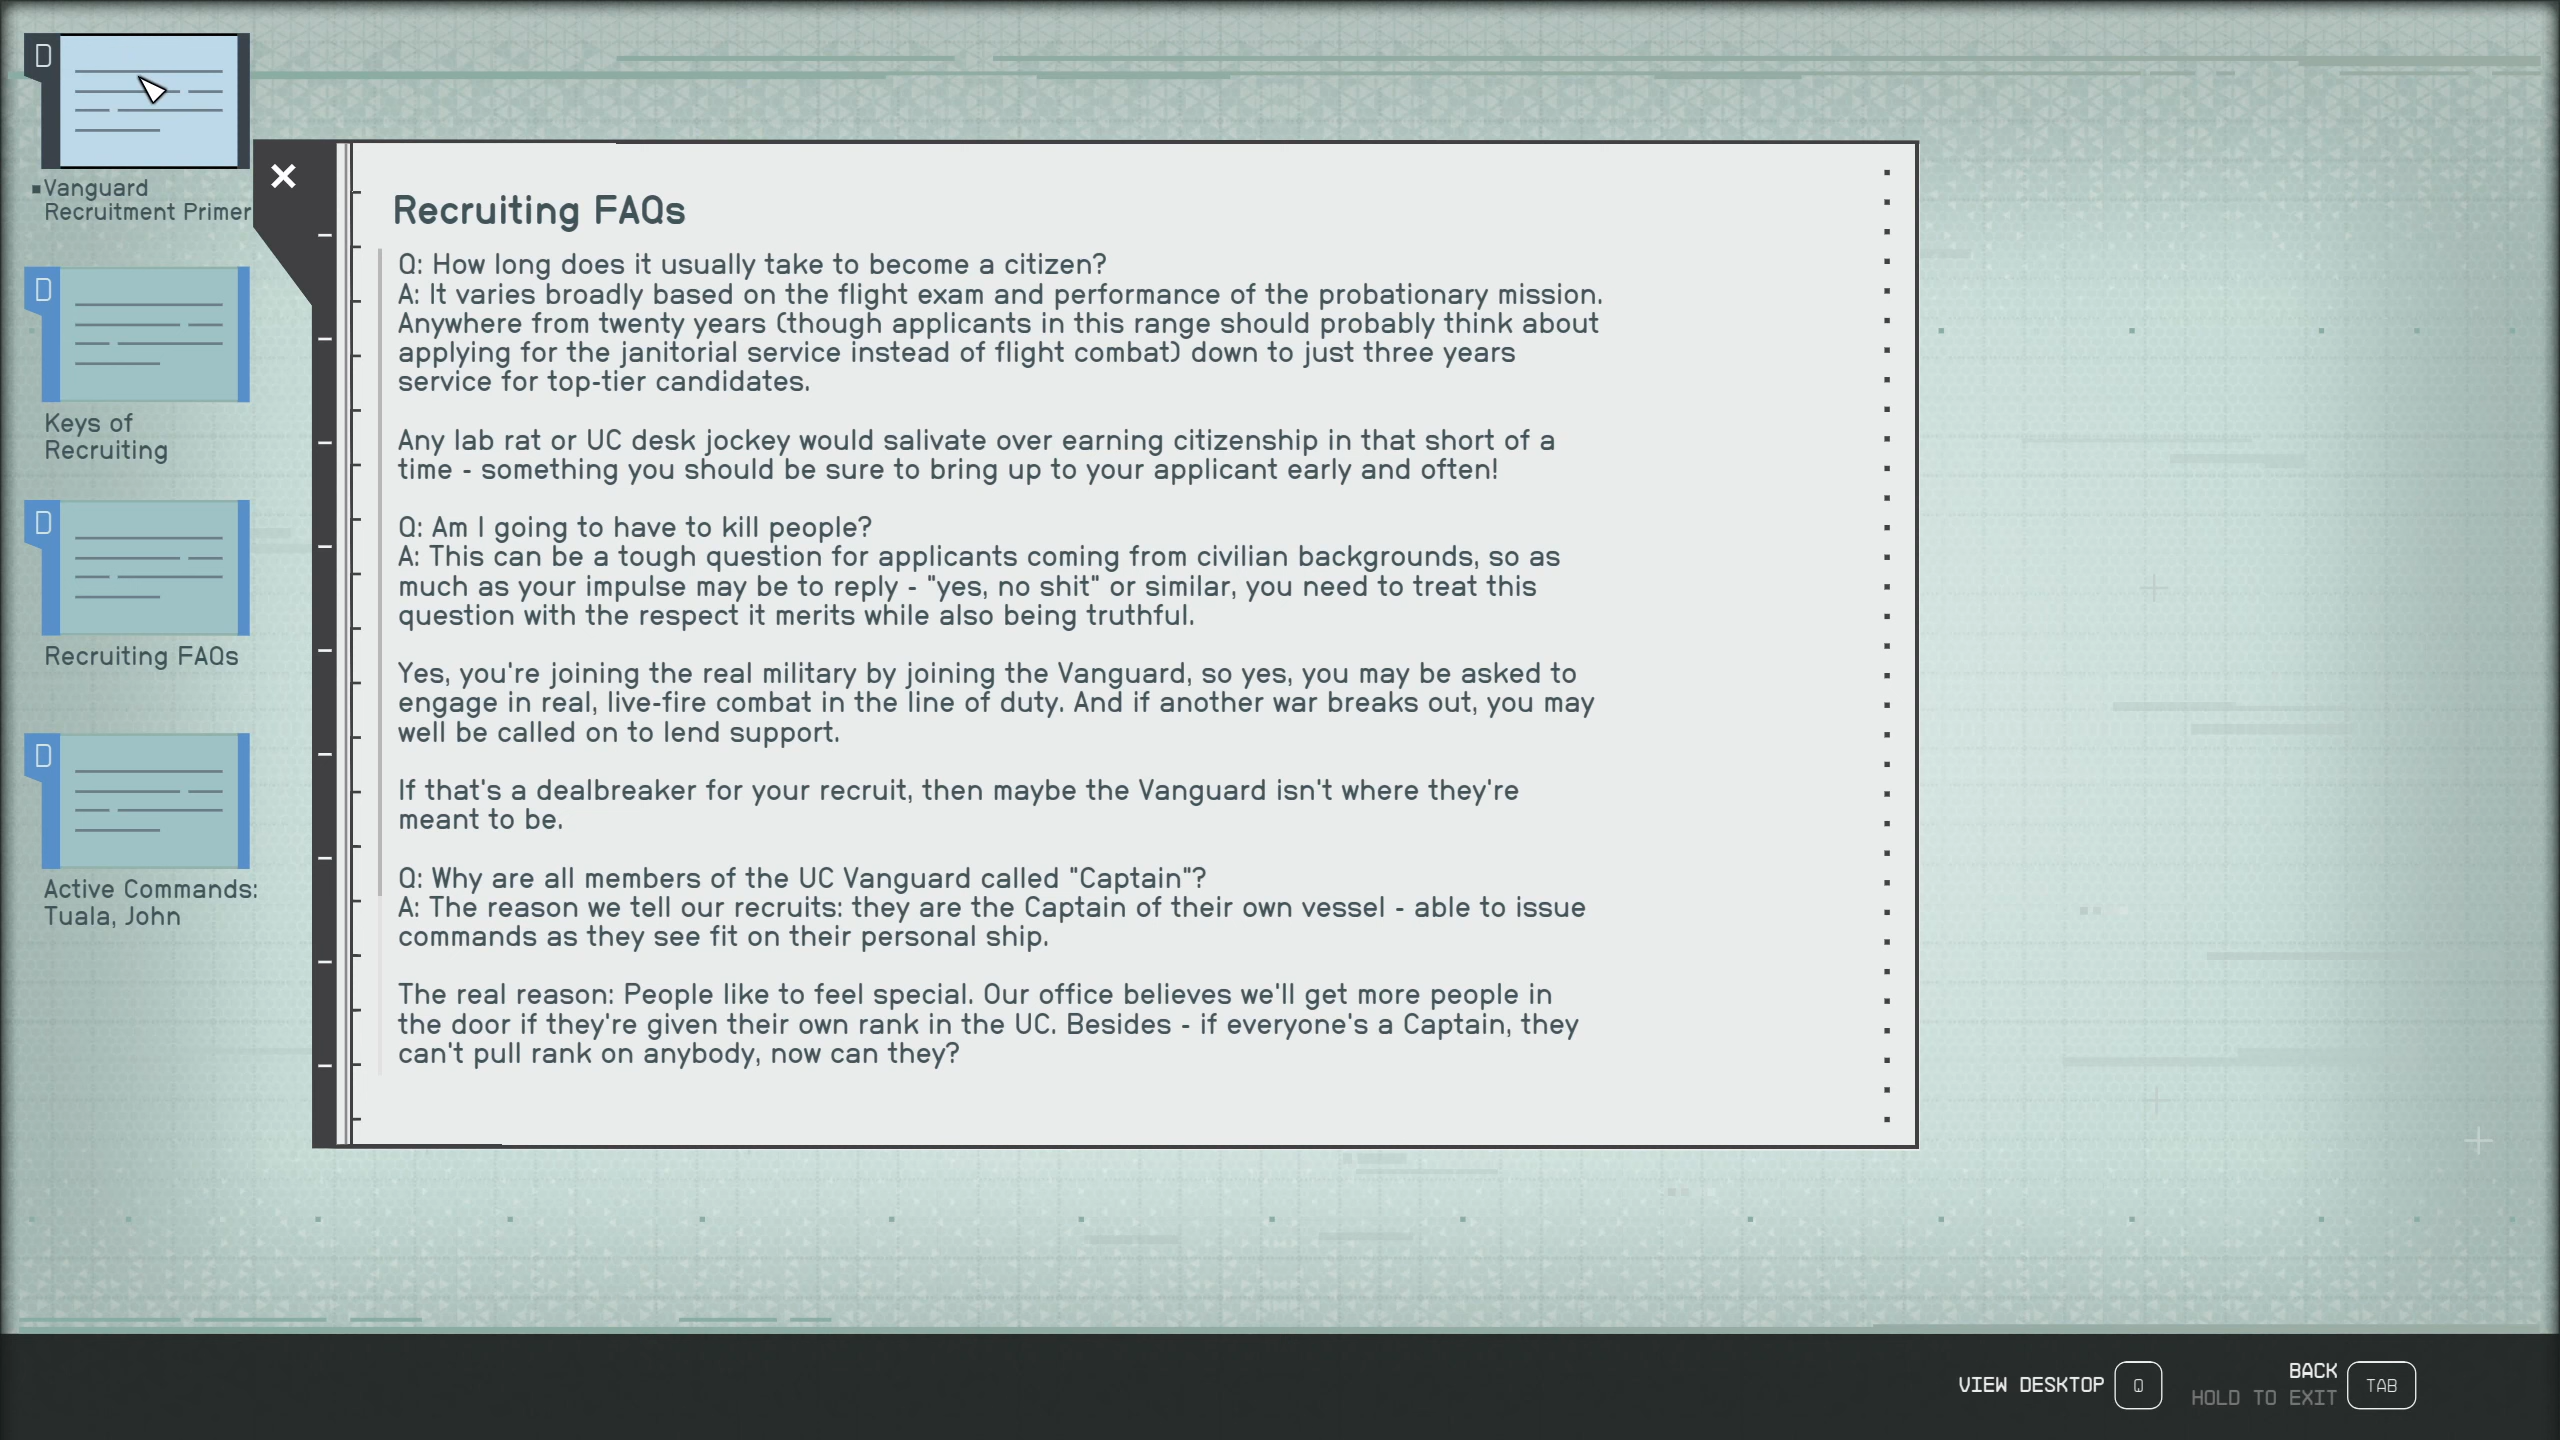 D
Vanguard
Recruitment Primer
D
Keys of
Recruiting
D
Recruiting FAQs
D
Active Commands:
Tuala, John
Recruiting FAQs
Q: How long does it usually take to become a citizen?
A: It varies broadly based on the flight exam and performance of the probationary mission.
Anywhere from twenty years (though applicants in this range should probably think about
applying for the janitorial service instead of flight combat) down to just three years
service for top-tier candidates.
Any lab rat or UC desk jockey would salivate over earning citizenship in that short of a
time - something you should be sure to bring up to your applicant early and often!
Q: Am I going to have to kill people?
A: This can be a tough question for applicants coming from civilian backgrounds, so as
much as your impulse may be to reply - "yes, no shit" or similar, you need to treat this
question with the respect it merits while also being truthful.
Yes, you're joining the real military by joining the Vanguard, so yes, you may be asked to
engage in real, live-fire combat in the line of duty. And if another war breaks out, you may
well be called on to lend support.
If that's a dealbreaker for your recruit, then maybe the Vanguard isn't where they're
meant to be.
Q: Why are all members of the UC Vanguard called "Captain"?
A: The reason we tell our recruits: they are the Captain of their own vessel - able to issue
commands as they see fit on their personal ship.
The real reason: People like to feel special. Our office believes we'll get more people in
the door if they're given their own rank in the UC. Besides - if everyone's a Captain, they
can't pull rank on anybody, now can they?
VIEW DESKTOP Q
BACK
HOLD TO EXIT TAB